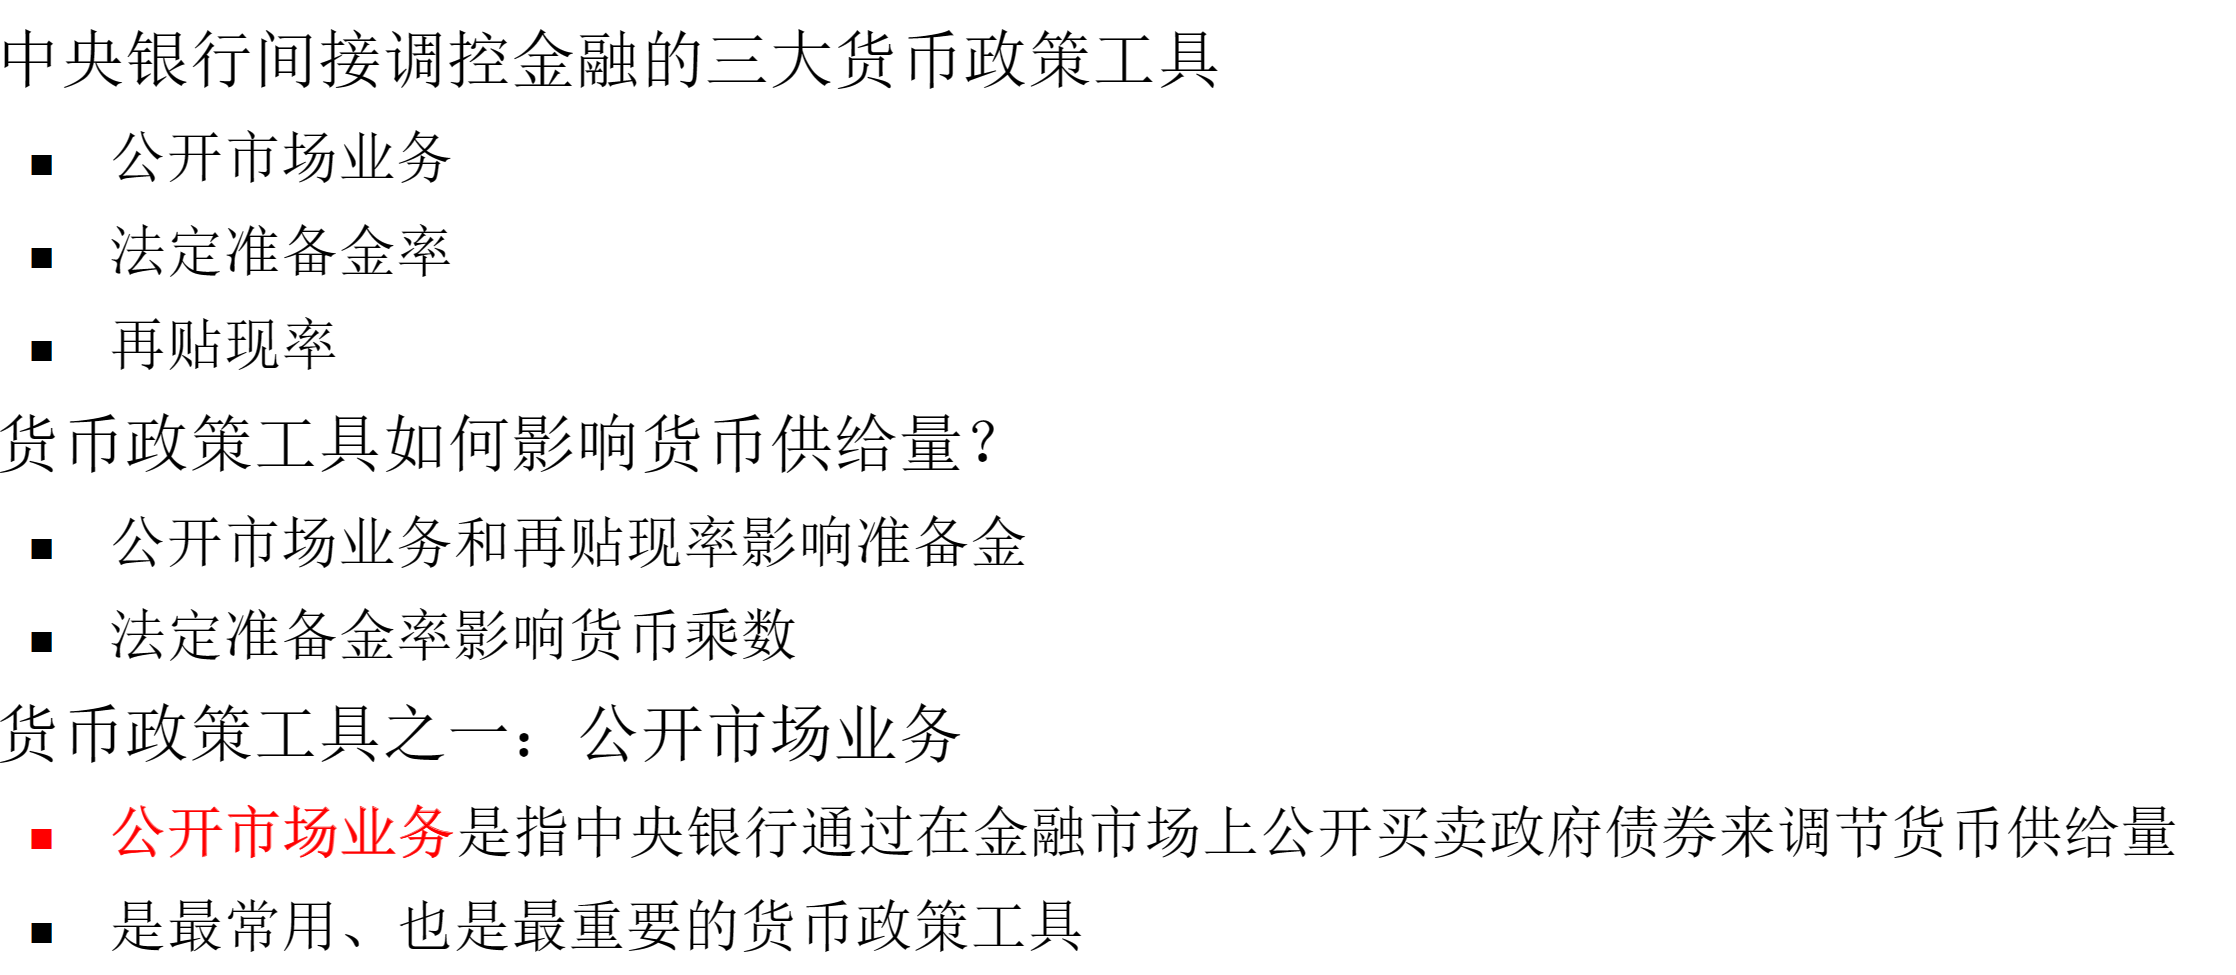 中央银行间接调控金融的三大货币政策工具
■ 公开市场业务
■ 法定准备金率
■ 再贴现率
货币政策工具如何影响货币供给量？
■ 公开市场业务和再贴现率影响准备金
■ 法定准备金率影响货币乘数
货币政策工具之一：公开市场业务
■ 公开市场业务是指中央银行通过在金融市场上公开买卖政府债券来调节货币供给量
■ 是最常用、也是最重要的货币政策工具